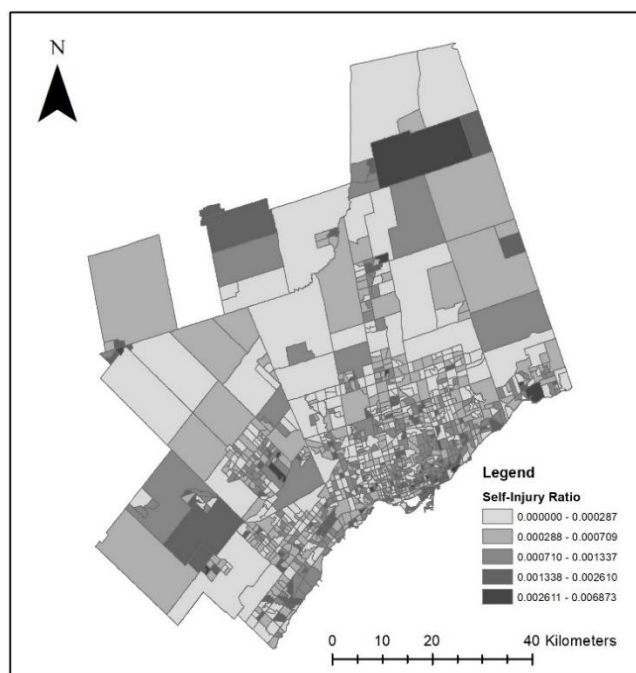 N
Legend
Self-Injury Ratio
0.000000 - 0.000287
0.000288 - 0.000709
0.000710 - 0.001337
0.001338 - 0.002610
0.002611 - 0.006873
0 10 20 40 Kilometers